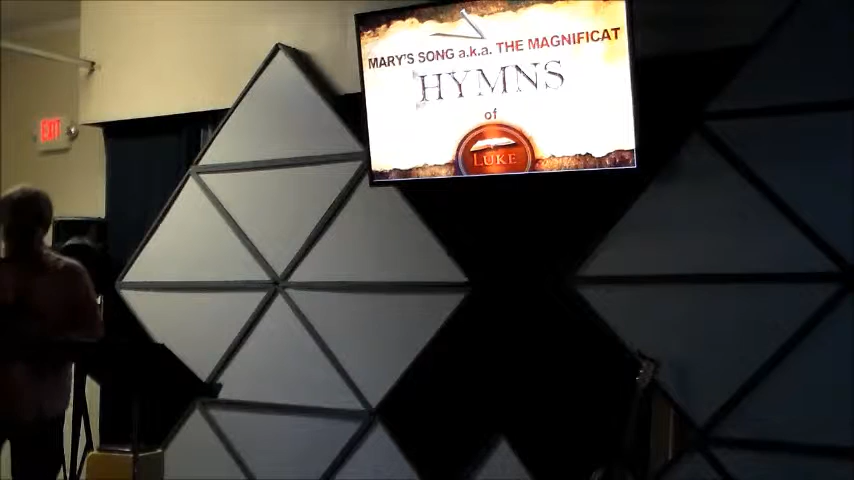 EXIT
MARY'S SONG a.k.a. THE MAGNIFICAT
HYMNS
of
LUKE